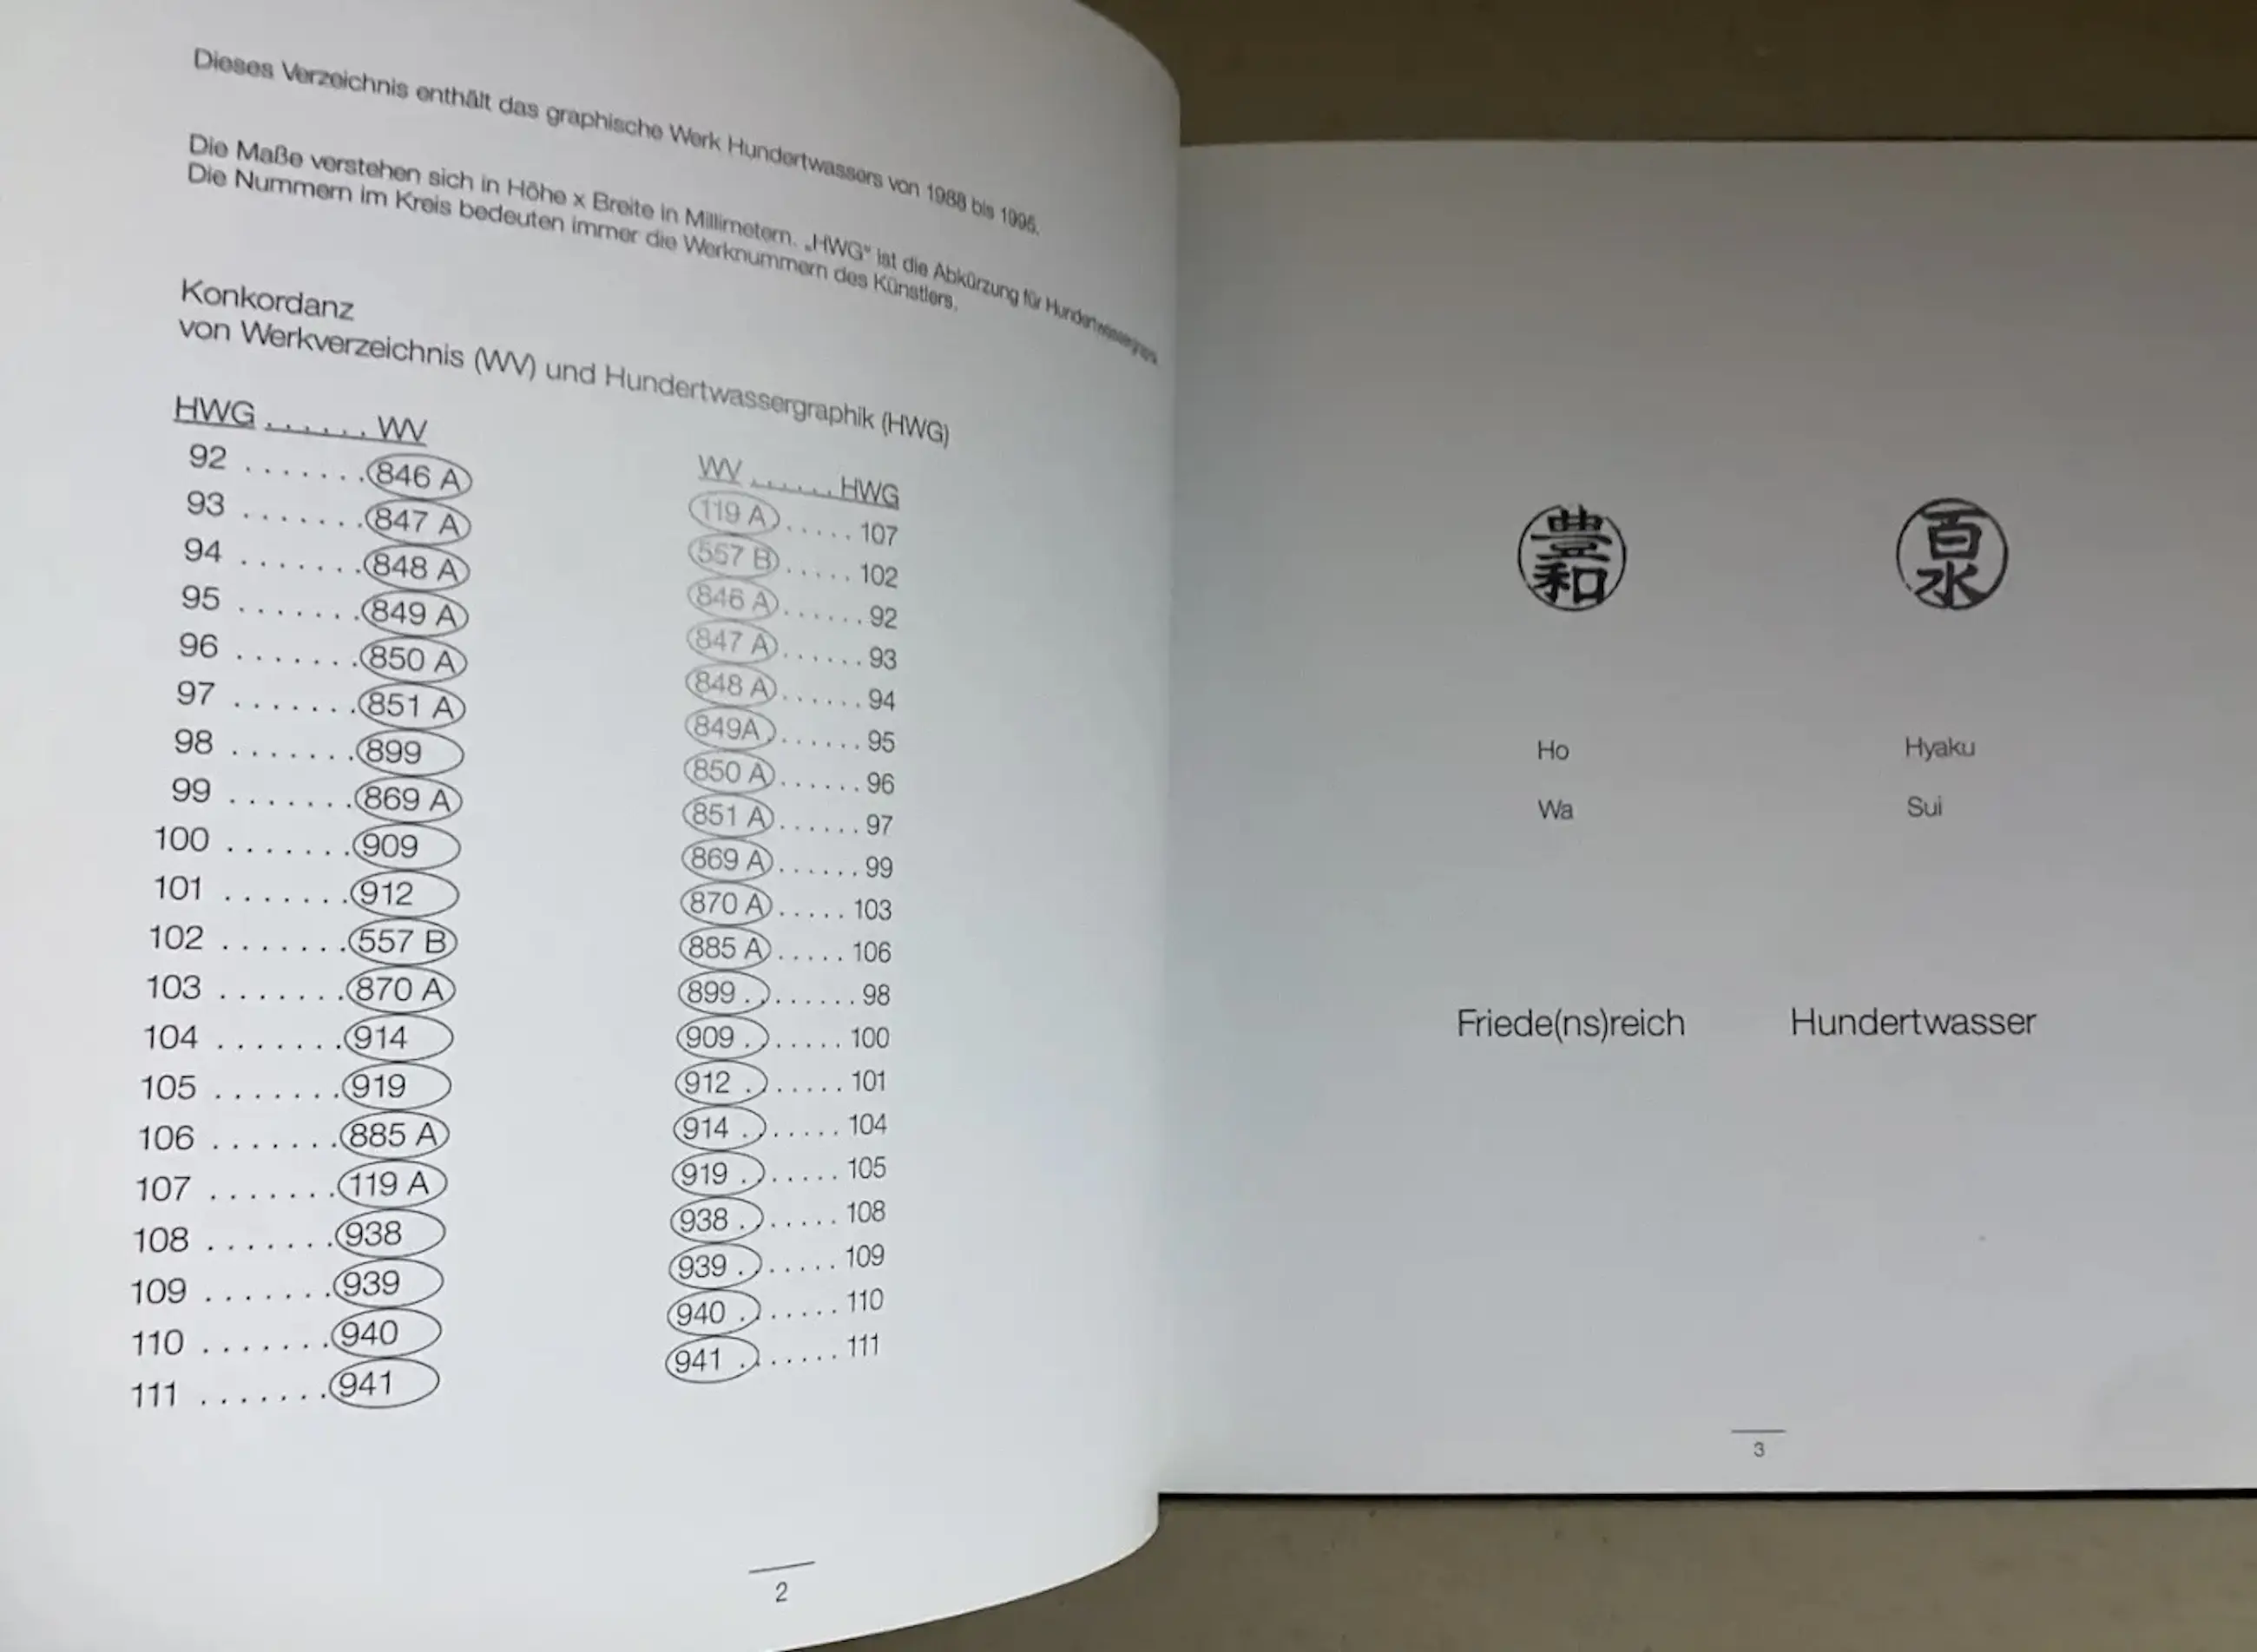 Dieses Verzeichnis enthält das graphische Werk Hundertwassers von 1988 bis 1996.
Die Maße verstehen sich in Höhe x Breite in Millimetern. „HWG“ ist die Abkürzung für Hundertwassergraphik.
Die Nummern im Kreis bedeuten immer die Werknummern des Künstlers.
Konkordanz
von Werkverzeichnis (WV) und Hundertwassergraphik (HWG)
HWG ...... WV
92 ....... 846 A
93 ....... 847 A
94 ....... 848 A
95 ....... 849 A
96 ....... 850 A
97 ....... 851 A
98 ....... 899
99 ....... 869 A
100 ....... 909
101 ....... 912
102 ....... 557 B
103 ....... 870 A
104 ....... 914
105 ....... 919
106 ....... 885 A
107 ....... 119 A
108 ....... 938
109 ....... 939
110 ....... 940
111 ....... 941
WV ...... HWG
119 A ..... 107
557 B ..... 102
846 A ...... 92
847 A ...... 93
848 A ...... 94
849A ...... 95
850 A ...... 96
851 A ...... 97
869 A ...... 99
870 A ..... 103
885 A ..... 106
899 ........ 98
909 ....... 100
912 ....... 101
914 ....... 104
919 ....... 105
938 ....... 108
939 ....... 109
940 ....... 110
941 ....... 111
2
豊和
百水
Ho
Hyaku
Wa
Sui
Friede(ns)reich
Hundertwasser
3